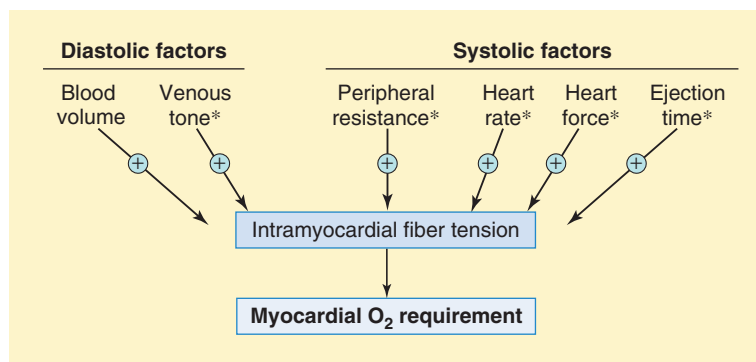 Diastolic factors
Systolic factors
Blood volume
Venous tone*
Peripheral resistance*
Heart rate*
Heart force*
Ejection time*
+
+
+
+
+
+
Intramyocardial fiber tension
Myocardial O₂ requirement